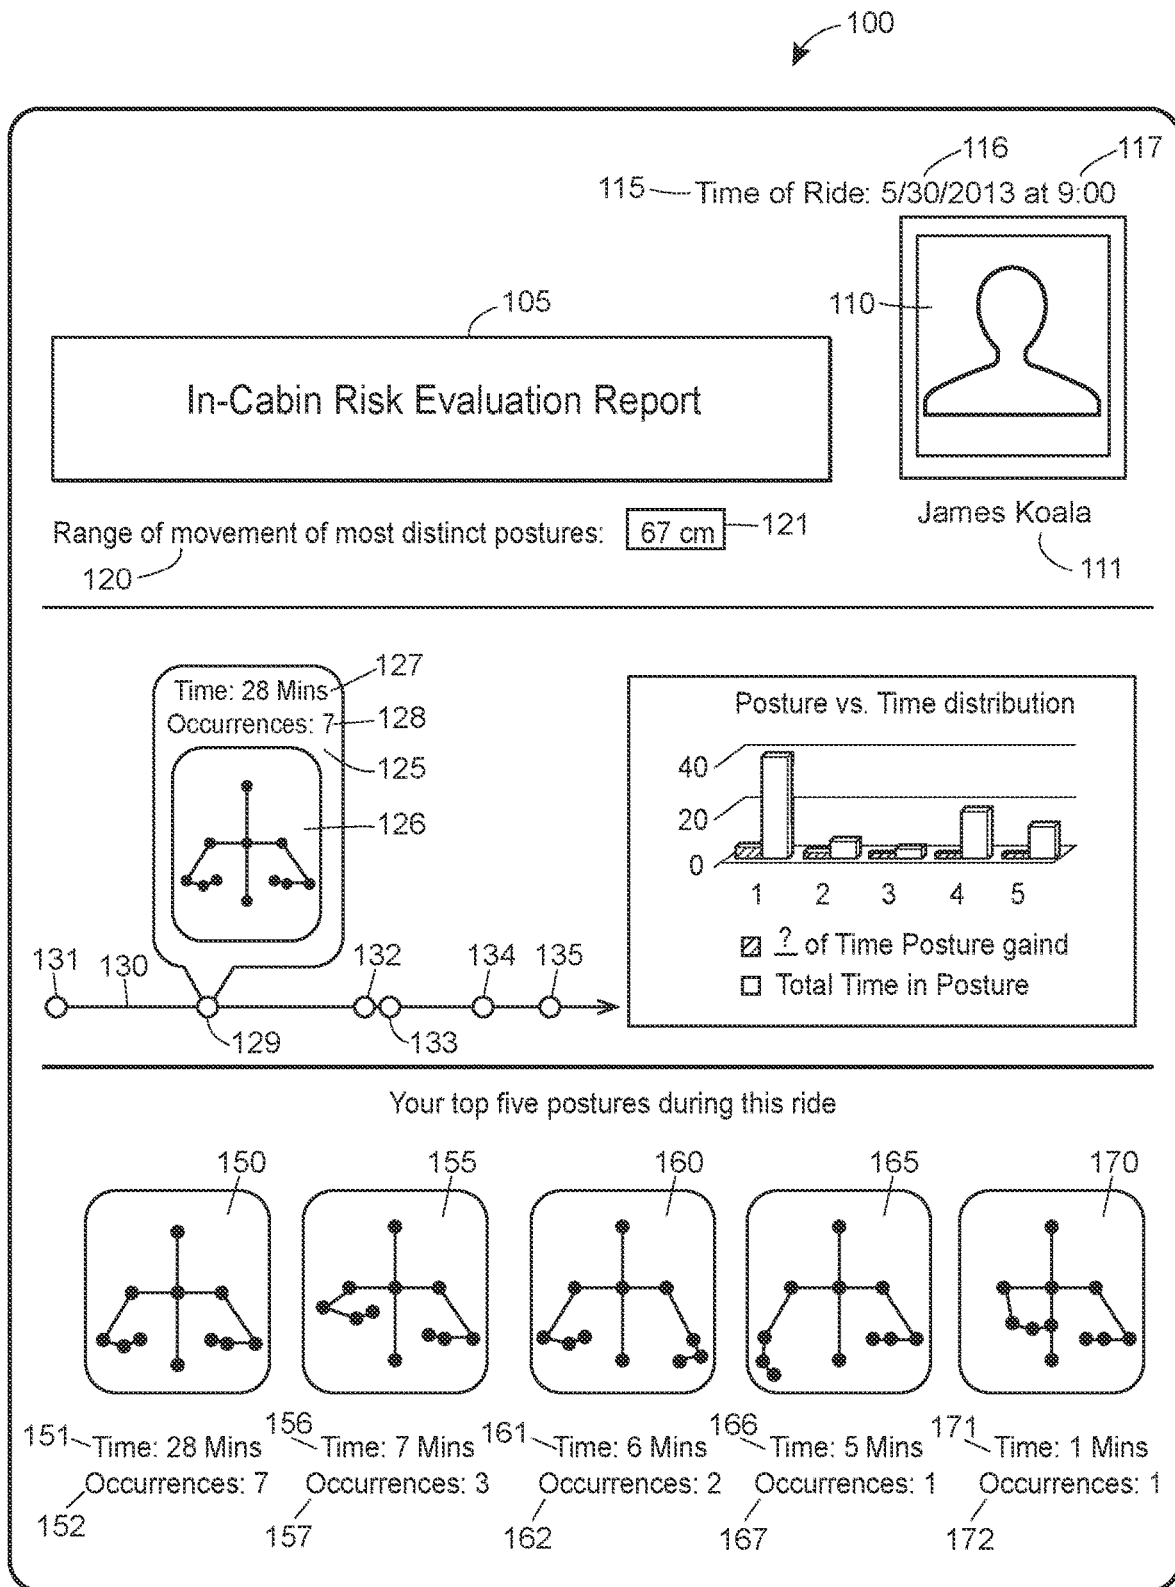 100
116
117
115 Time of Ride: 5/30/2013 at 9:00
110
105
In-Cabin Risk Evaluation Report
James Koala
111
Range of movement of most distinct postures: 67 cm 121
120
Time: 28 Mins 127
Occurrences: 7 128
125
126
131 130 132 134 135
129 133
Posture vs. Time distribution
40
20
0
1 2 3 4 5
? of Time Posture gaind
Total Time in Posture
Your top five postures during this ride
150 155 160 165 170
151 Time: 28 Mins 156 Time: 7 Mins 161 Time: 6 Mins 166 Time: 5 Mins 171 Time: 1 Mins
Occurrences: 7 Occurrences: 3 Occurrences: 2 Occurrences: 1 Occurrences: 1
152 157 162 167 172